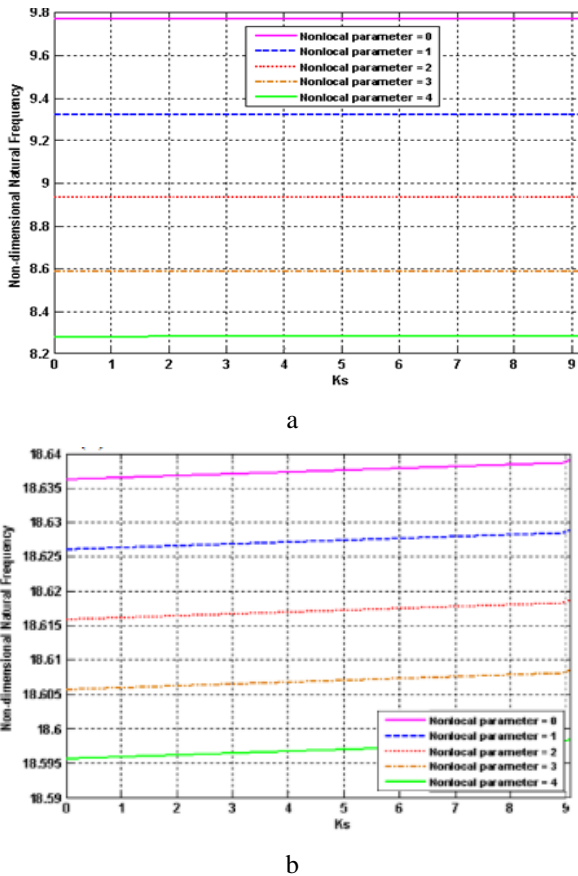 9.8
9.6
9.4
9.2
9
8.8
8.6
8.4
8.2
Non-dimensional Natural Frequency
Nonlocal parameter = 0
Nonlocal parameter = 1
Nonlocal parameter = 2
Nonlocal parameter = 3
Nonlocal parameter = 4
0 1 2 3 4 5 6 7 8 9
Ks
a
18.64
18.635
18.63
18.625
18.62
18.615
18.61
18.605
18.6
18.595
18.59
Non-dimensional Natural Frequency
Nonlocal parameter = 0
Nonlocal parameter = 1
Nonlocal parameter = 2
Nonlocal parameter = 3
Nonlocal parameter = 4
0 1 2 3 4 5 6 7 8 9
Ks
b